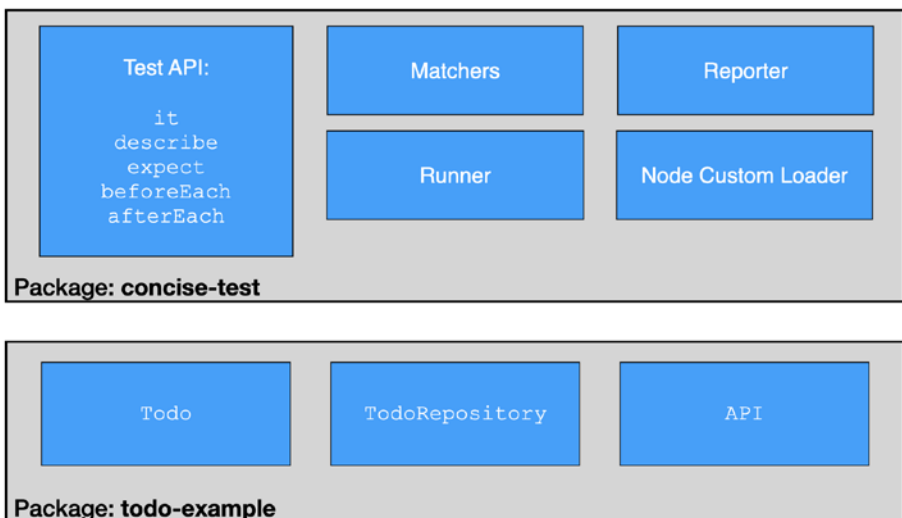 Test API:
it
describe
expect
beforeEach
afterEach
Matchers
Reporter
Runner
Node Custom Loader
Package: concise-test
Todo
TodoRepository
API
Package: todo-example